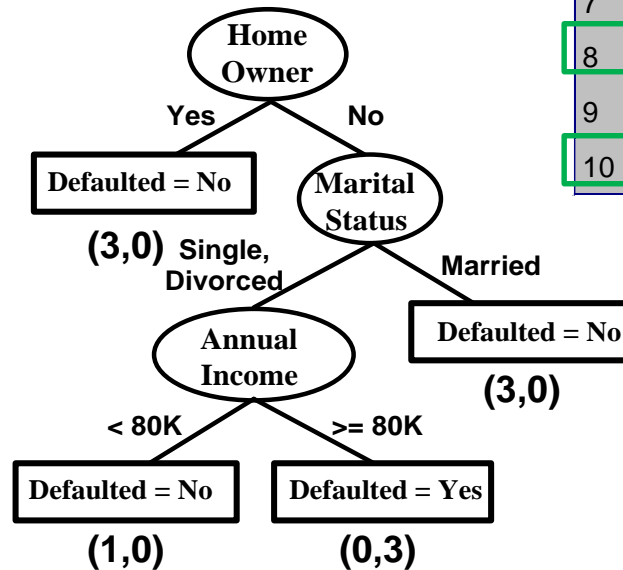 7
8
9
10
Home
Owner
Yes
No
Defaulted = No
Marital
Status
(3,0)
Single,
Divorced
Married
Annual
Income
Defaulted = No
(3,0)
< 80K
>= 80K
Defaulted = No
Defaulted = Yes
(1,0)
(0,3)